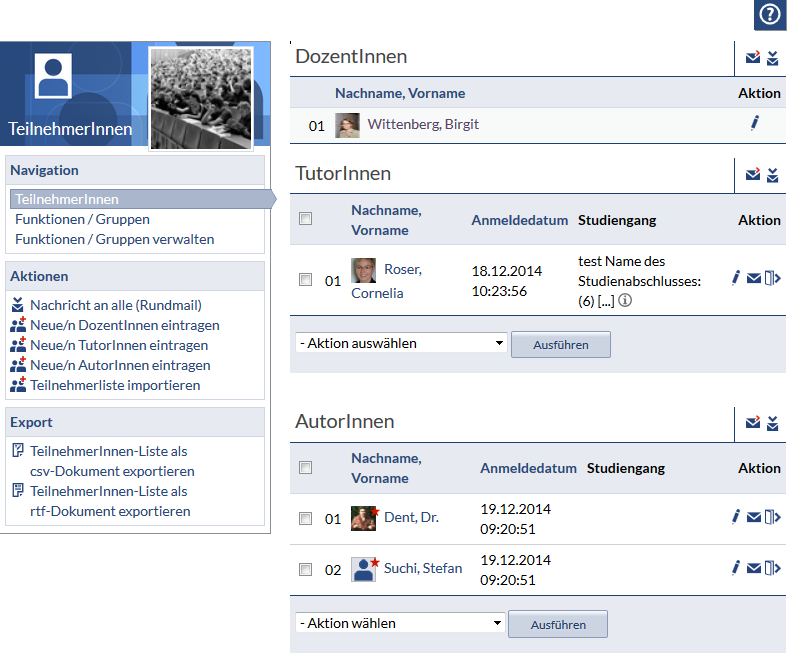 TeilnehmerInnen
Navigation
TeilnehmerInnen
Funktionen / Gruppen
Funktionen / Gruppen verwalten
Aktionen
Nachricht an alle (Rundmail)
Neue/n DozentInnen eintragen
Neue/n TutorInnen eintragen
Neue/n AutorInnen eintragen
Teilnehmerliste importieren
Export
TeilnehmerInnen-Liste als
csv-Dokument exportieren
TeilnehmerInnen-Liste als
rtf-Dokument exportieren
DozentInnen
Nachname, Vorname Aktion
01 Wittenberg, Birgit
TutorInnen
Nachname,
Vorname Anmeldedatum Studiengang Aktion
01 Roser,
Cornelia
18.12.2014
10:23:56
test Name des
Studienabschlusses:
(6) [...]
- Aktion auswählen Ausführen
AutorInnen
Nachname,
Vorname Anmeldedatum Studiengang Aktion
01 Dent, Dr.
19.12.2014
09:20:51
02 Suchi, Stefan
19.12.2014
09:20:51
- Aktion wählen Ausführen